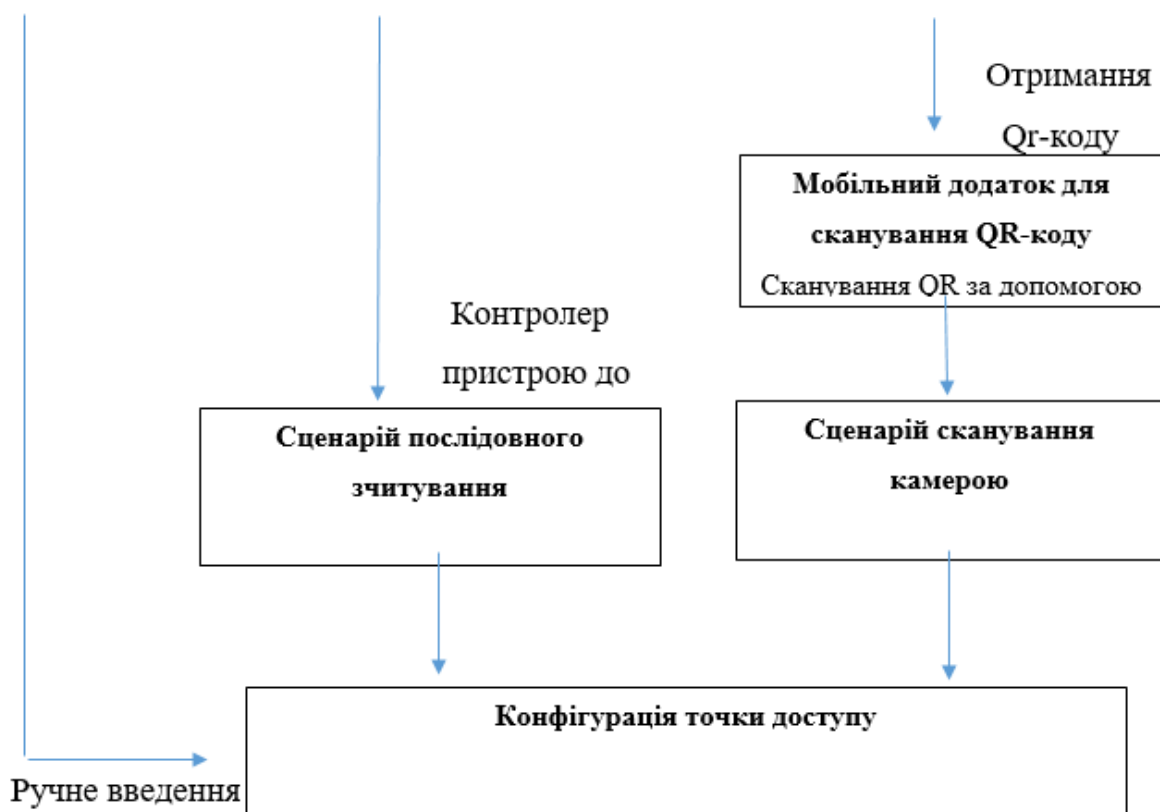 Отримання
Qr-коду
Мобільний додаток для
сканування QR-коду
Сканування QR за допомогою
Контролер
пристрою до
Сценарій послідовного
зчитування
Сценарій сканування
камерою
Конфігурація точки доступу
Ручне введення